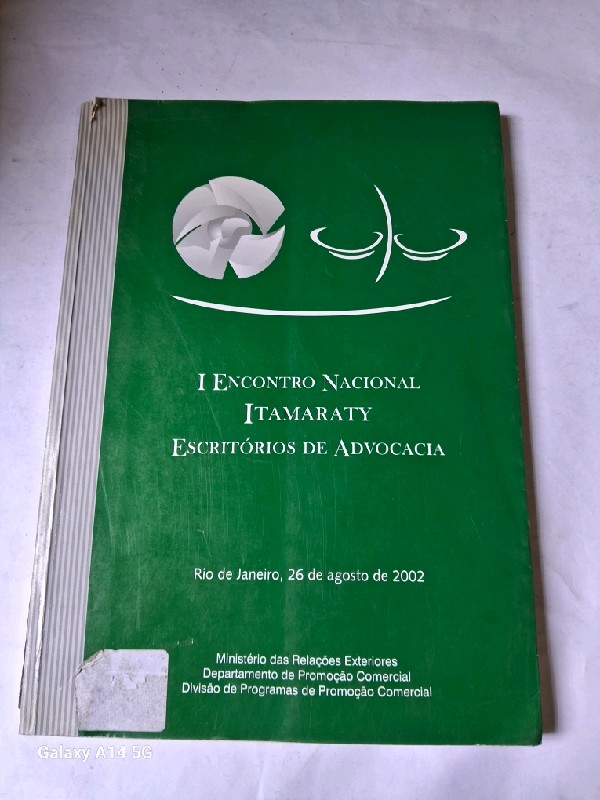 I Encontro Nacional
Itamaraty
Escritórios de Advocacia
Rio de Janeiro, 26 de agosto de 2002
Ministério das Relações Exteriores
Departamento de Promoção Comercial
Divisão de Programas de Promoção Comercial
Galaxy A14 5G